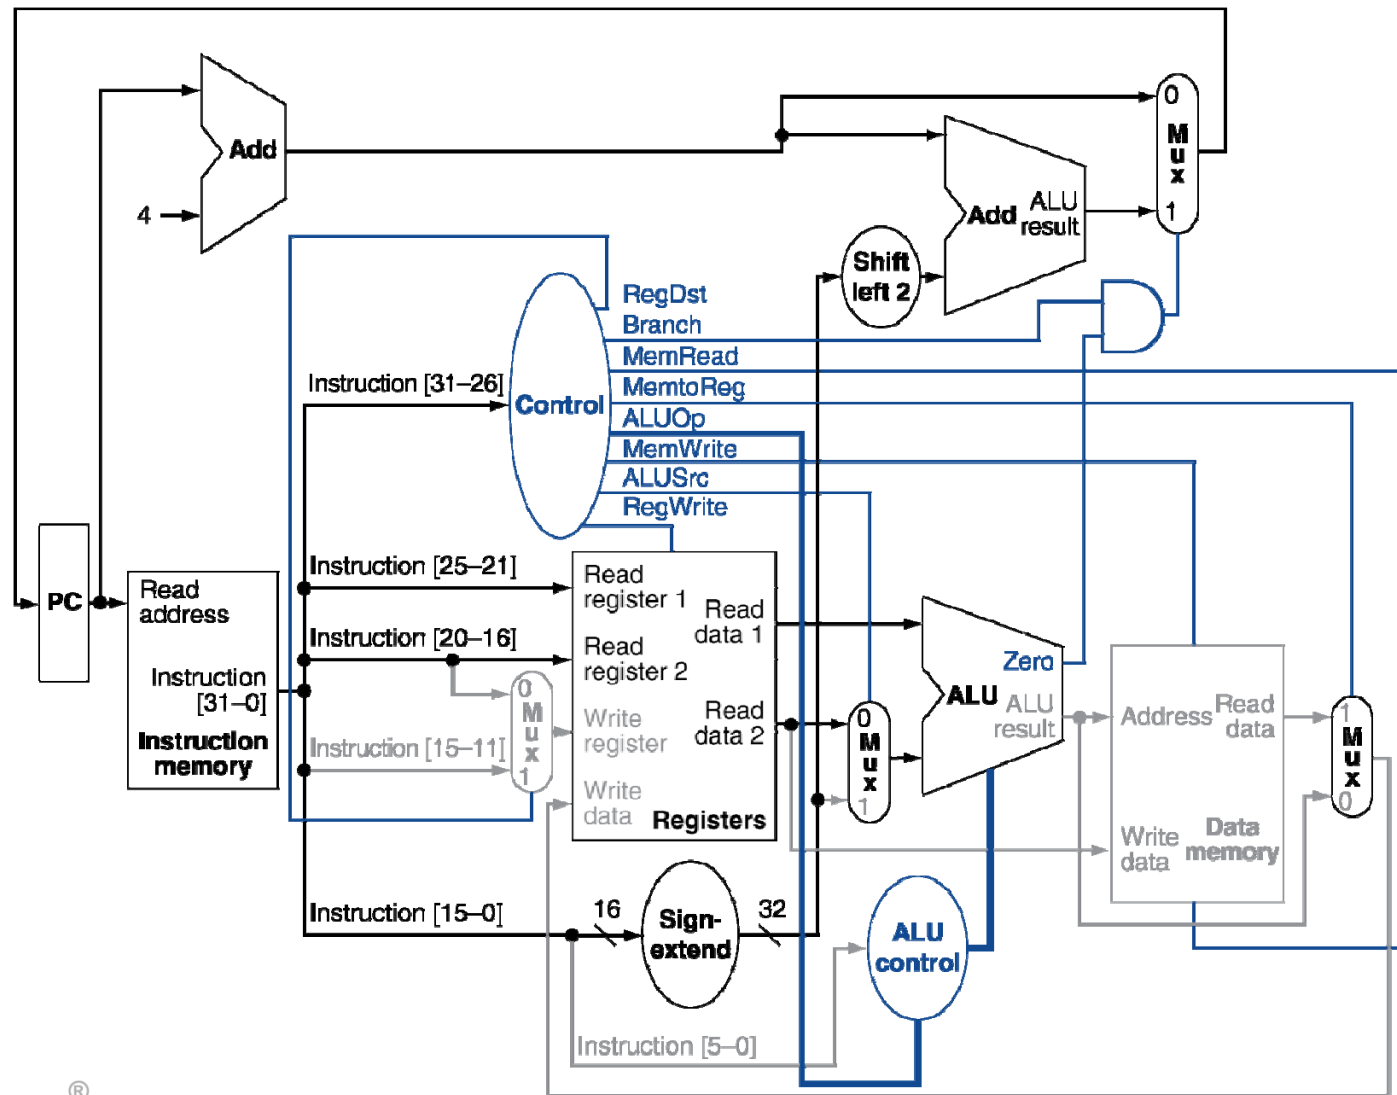 0
M
u
x
1
Add
4
Add
ALU
result
Shift
left 2
RegDst
Branch
MemRead
MemtoReg
ALUOp
MemWrite
ALUSrc
RegWrite
Instruction [31–26]
Control
PC
Read
address
Instruction
[31–0]
Instruction
memory
Instruction [25–21]
Instruction [20–16]
Instruction [15–11]
0
M
u
x
1
Read
register 1
Read
register 2
Write
register
Write
data
Read
data 1
Read
data 2
Registers
0
M
u
x
1
Zero
ALU
ALU
result
Address
Read
data
Write
data
Data
memory
1
M
u
x
0
Instruction [15–0]
16
Sign-
extend
32
ALU
control
Instruction [5–0]
®